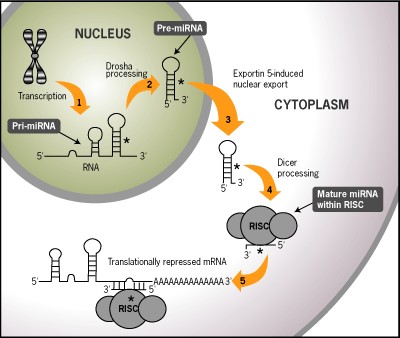 NUCLEUS
Pre-miRNA
Drosha
processing
Transcription
1
2
5'
3'
*
Exportin 5-induced
nuclear export
CYTOPLASM
3
Pri-miRNA
*
5'
3'
RNA
*
5'
3'
Dicer
processing
4
Mature miRNA
within RISC
RISC
3'
*
5'
Translationally repressed mRNA
5
5'
AAAAAAAAAAAAAA3'
3'
5'
*
RISC